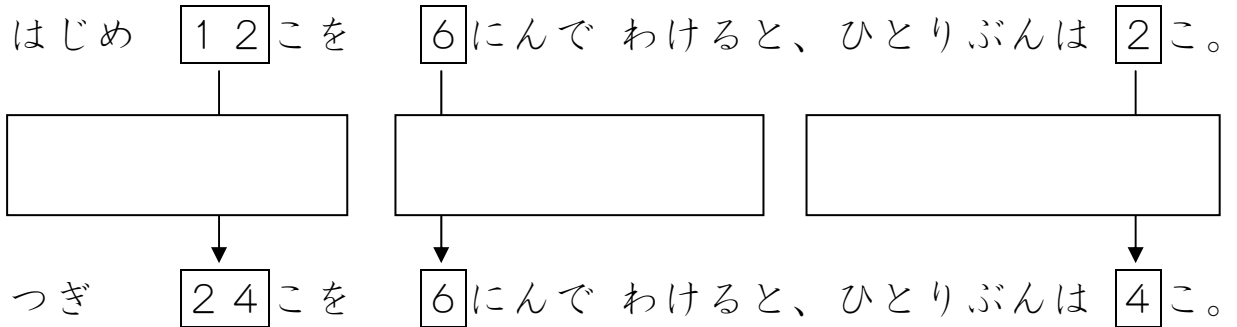 はじめ 12こを 6にんで わけると、ひとりぶんは 2こ。
つぎ 24こを 6にんで わけると、ひとりぶんは 4こ。